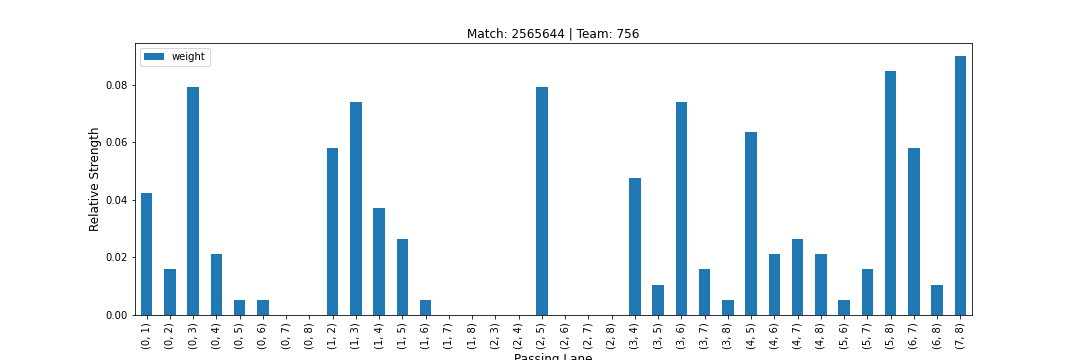 Match: 2565644 | Team: 756
weight
Relative Strength
0.08
0.06
0.04
0.02
0.00
(0, 1) (0, 2) (0, 3) (0, 4) (0, 5) (0, 6) (0, 7) (0, 8) (1, 2) (1, 3) (1, 4) (1, 5) (1, 6) (1, 7) (1, 8) (2, 3) (2, 4) (2, 5) (2, 6) (2, 7) (2, 8) (3, 4) (3, 5) (3, 6) (3, 7) (3, 8) (4, 5) (4, 6) (4, 7) (4, 8) (5, 6) (5, 7) (5, 8) (6, 7) (6, 8) (7, 8)
Passing Lane